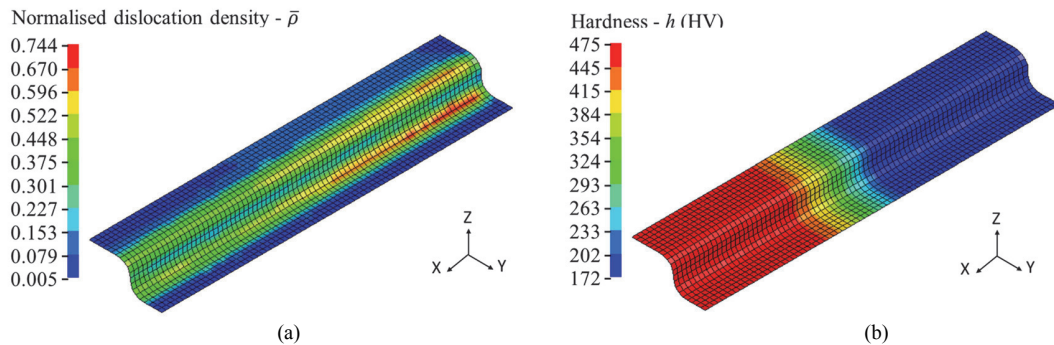 Normalised dislocation density - ρ̄
0.744
0.670
0.596
0.522
0.448
0.375
0.301
0.227
0.153
0.079
0.005
Z
X
Y
(a)
Hardness - h (HV)
475
445
415
384
354
324
293
263
233
202
172
Z
X
Y
(b)